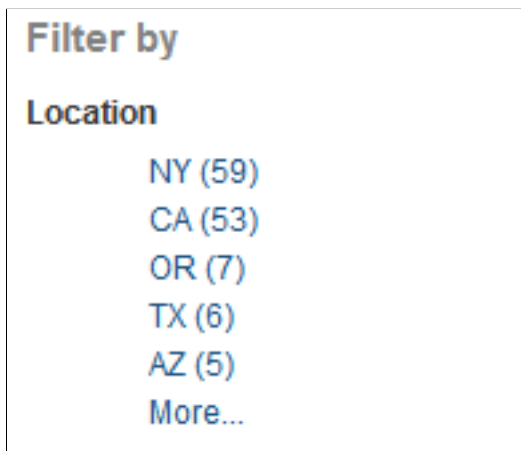 Filter by
Location
NY (59)
CA (53)
OR (7)
TX (6)
AZ (5)
More...